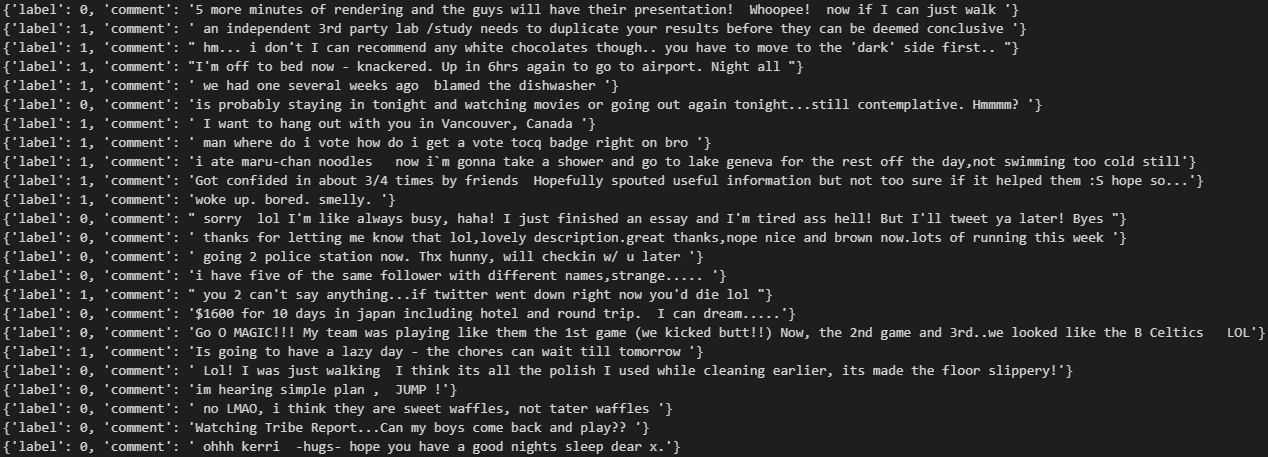 {'label': 0, 'comment': '5 more minutes of rendering and the guys will have their presentation!  Whoopee!  now if I can just walk '}
{'label': 1, 'comment': ' an independent 3rd party lab /study needs to duplicate your results before they can be deemed conclusive '}
{'label': 1, 'comment': " hm... i don't I can recommend any white chocolates though.. you have to move to the 'dark' side first.. "}
{'label': 1, 'comment': "I'm off to bed now - knackered. Up in 6hrs again to go to airport. Night all "}
{'label': 1, 'comment': ' we had one several weeks ago  blamed the dishwasher '}
{'label': 0, 'comment': 'is probably staying in tonight and watching movies or going out again tonight...still contemplative. Hmmmm? '}
{'label': 1, 'comment': ' I want to hang out with you in Vancouver, Canada '}
{'label': 1, 'comment': ' man where do i vote how do i get a vote tocq badge right on bro '}
{'label': 1, 'comment': 'i ate maru-chan noodles   now i`m gonna take a shower and go to lake geneva for the rest off the day,not swimming too cold still'}
{'label': 1, 'comment': 'Got confided in about 3/4 times by friends  Hopefully spouted useful information but not too sure if it helped them :S hope so...'}
{'label': 1, 'comment': 'woke up. bored. smelly. '}
{'label': 0, 'comment': " sorry  lol I'm like always busy, haha! I just finished an essay and I'm tired ass hell! But I'll tweet ya later! Byes "}
{'label': 0, 'comment': ' thanks for letting me know that lol,lovely description.great thanks,nope nice and brown now.lots of running this week '}
{'label': 0, 'comment': ' going 2 police station now. Thx hunny, will checkin w/ u later '}
{'label': 0, 'comment': 'i have five of the same follower with different names,strange..... '}
{'label': 1, 'comment': " you 2 can't say anything...if twitter went down right now you'd die lol "}
{'label': 0, 'comment': '$1600 for 10 days in japan including hotel and round trip.  I can dream.....'}
{'label': 0, 'comment': 'Go O MAGIC!!! My team was playing like them the 1st game (we kicked butt!!) Now, the 2nd game and 3rd..we looked like the B Celtics   LOL'}
{'label': 1, 'comment': 'Is going to have a lazy day - the chores can wait till tomorrow '}
{'label': 0, 'comment': ' Lol! I was just walking  I think its all the polish I used while cleaning earlier, its made the floor slippery!'}
{'label': 0, 'comment': 'im hearing simple plan ,  JUMP !'}
{'label': 0, 'comment': ' no LMAO, i think they are sweet waffles, not tater waffles '}
{'label': 0, 'comment': 'Watching Tribe Report...Can my boys come back and play?? '}
{'label': 0, 'comment': ' ohhh kerri  -hugs- hope you have a good nights sleep dear x.'}